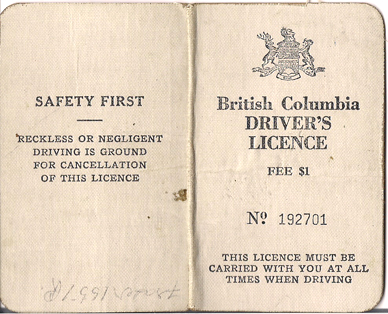 SAFETY FIRST
RECKLESS OR NEGLIGENT
DRIVING IS GROUND
FOR CANCELLATION
OF THIS LICENCE
British Columbia
DRIVER'S
LICENCE
FEE $1
Nº 192701
THIS LICENCE MUST BE
CARRIED WITH YOU AT ALL
TIMES WHEN DRIVING